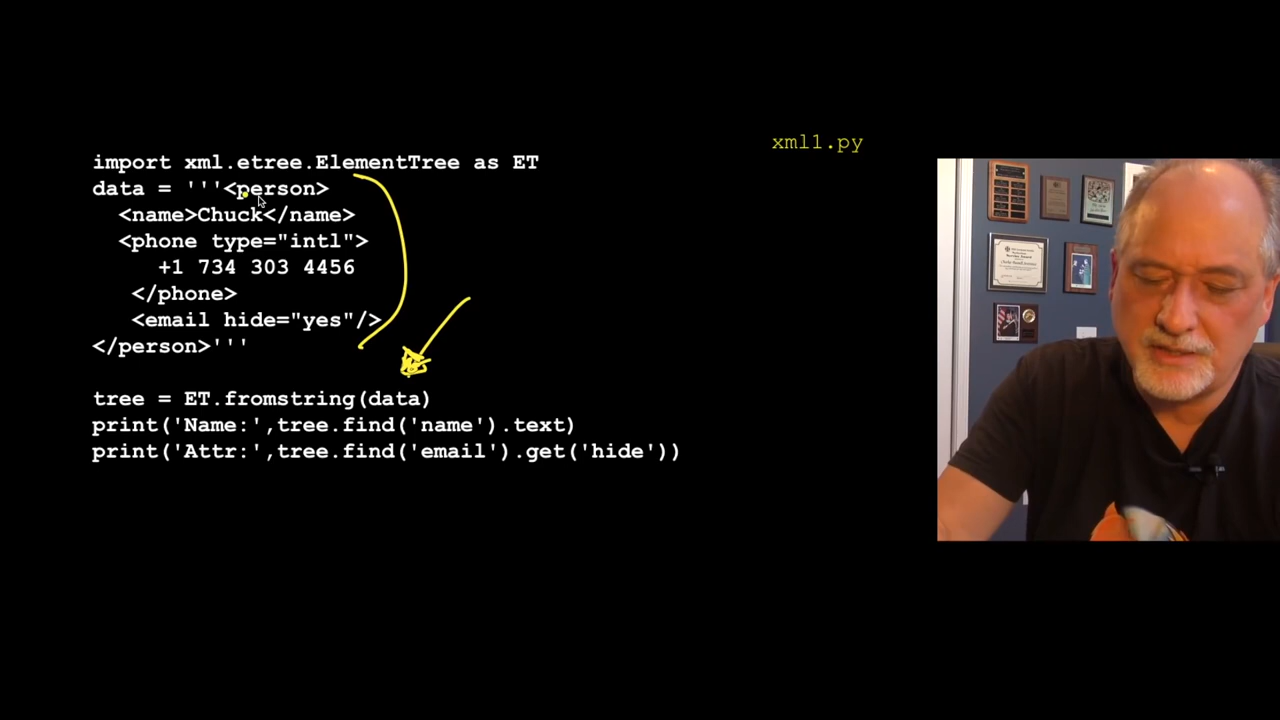 xml1.py
import xml.etree.ElementTree as ET
data = '''<person>
  <name>Chuck</name>
  <phone type="intl">
     +1 734 303 4456
   </phone>
   <email hide="yes"/>
</person>'''

tree = ET.fromstring(data)
print('Name:',tree.find('name').text)
print('Attr:',tree.find('email').get('hide'))